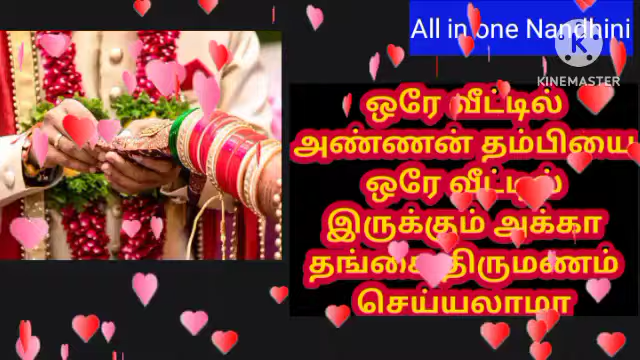 All in one Nandhini
KINEMASTER
ஒரே வீட்டில்
அண்ணன் தம்பியை
ஒரே வீட்டில்
இருக்கும் அக்கா
தங்கை திருமணம்
செய்யலாமா